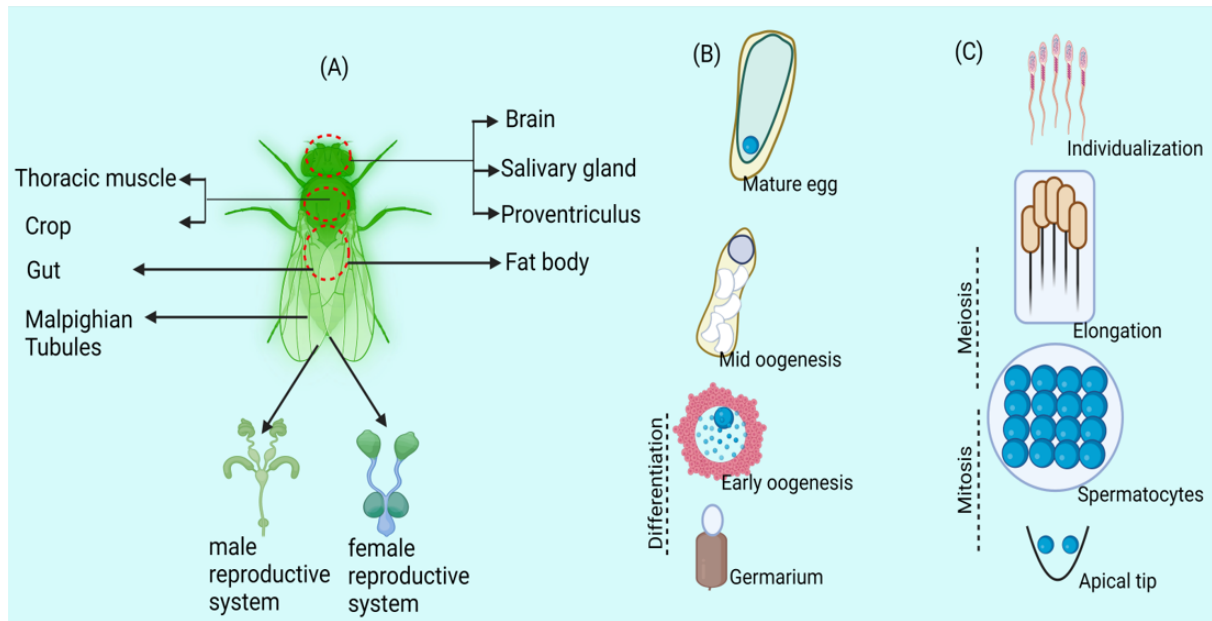 (A)
Brain
Salivary gland
Proventriculus
Fat body
Thoracic muscle
Crop
Gut
Malpighian
Tubules
male
reproductive
system
female
reproductive
system
(B)
Mature egg
Mid oogenesis
Early oogenesis
Germarium
Differentiation
(C)
Individualization
Elongation
Spermatocytes
Apical tip
Meiosis
Mitosis